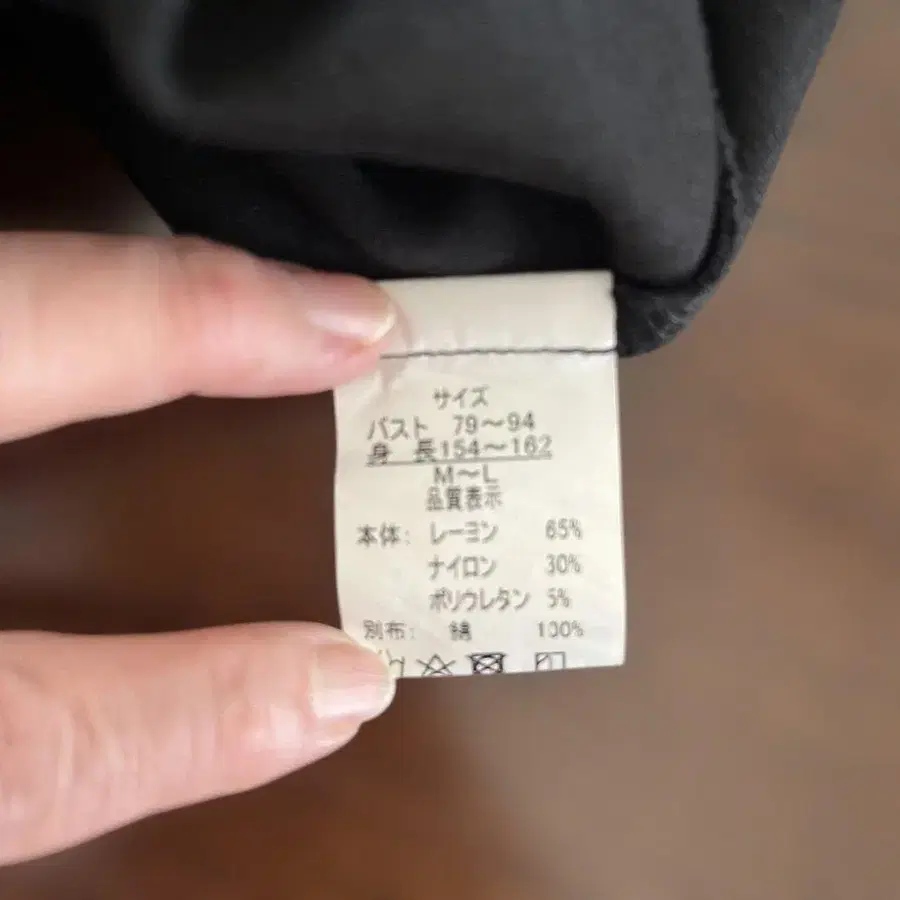 サイズ
バスト 79～94
身 長154～162
M～L
品質表示
本体: レーヨン 65%
ナイロン 30%
ポリウレタン 5%
別布: 綿 100%